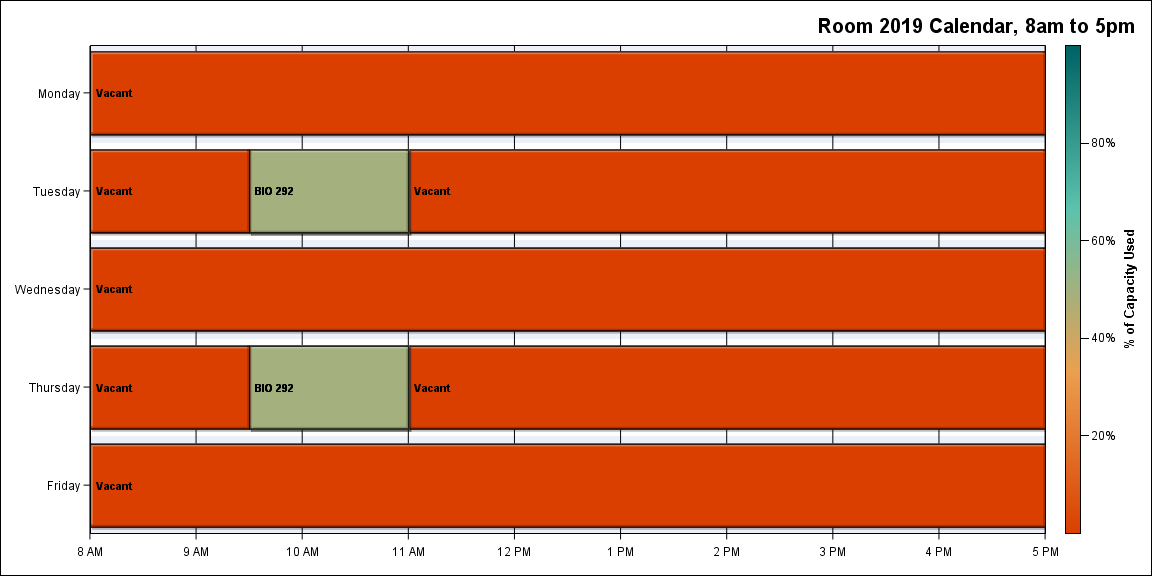 Room 2019 Calendar, 8am to 5pm
Monday
Vacant
Tuesday
Vacant
BIO 292
Vacant
Wednesday
Vacant
Thursday
Vacant
BIO 292
Vacant
Friday
Vacant
8 AM
9 AM
10 AM
11 AM
12 PM
1 PM
2 PM
3 PM
4 PM
5 PM
80%
60%
40%
20%
% of Capacity Used